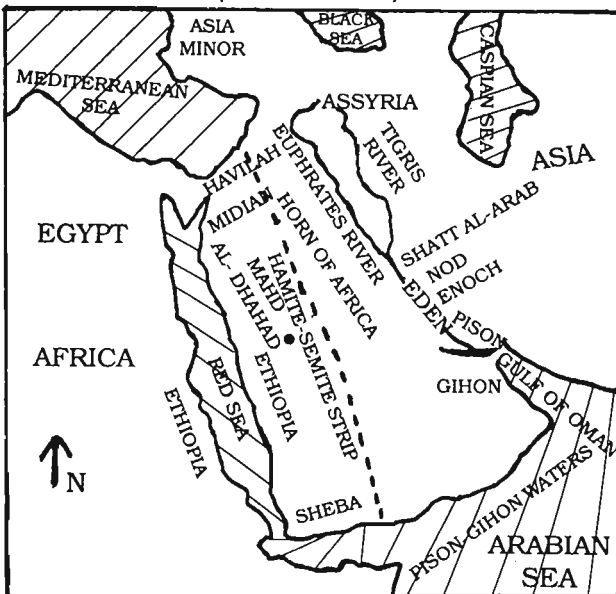 ASIA
MINOR
BLACK
SEA
CASPIAN SEA
MEDITERRANEAN
SEA
ASSYRIA
TIGRIS
RIVER
ASIA
HAVILAH
EUPHRATES RIVER
MIDIAN
HORN OF AFRICA
SHATT AL-ARAB
NOD
ENOCH
EGYPT
EDEN
PISON
HAMITE-SEMITE STRIP
MAHD
AL-DHAHAD
AFRICA
RED SEA
ETHIOPIA
ETHIOPIA
GIHON
GULF OF OMAN
N
SHEBA
PISON-GIHON WATERS
ARABIAN
SEA